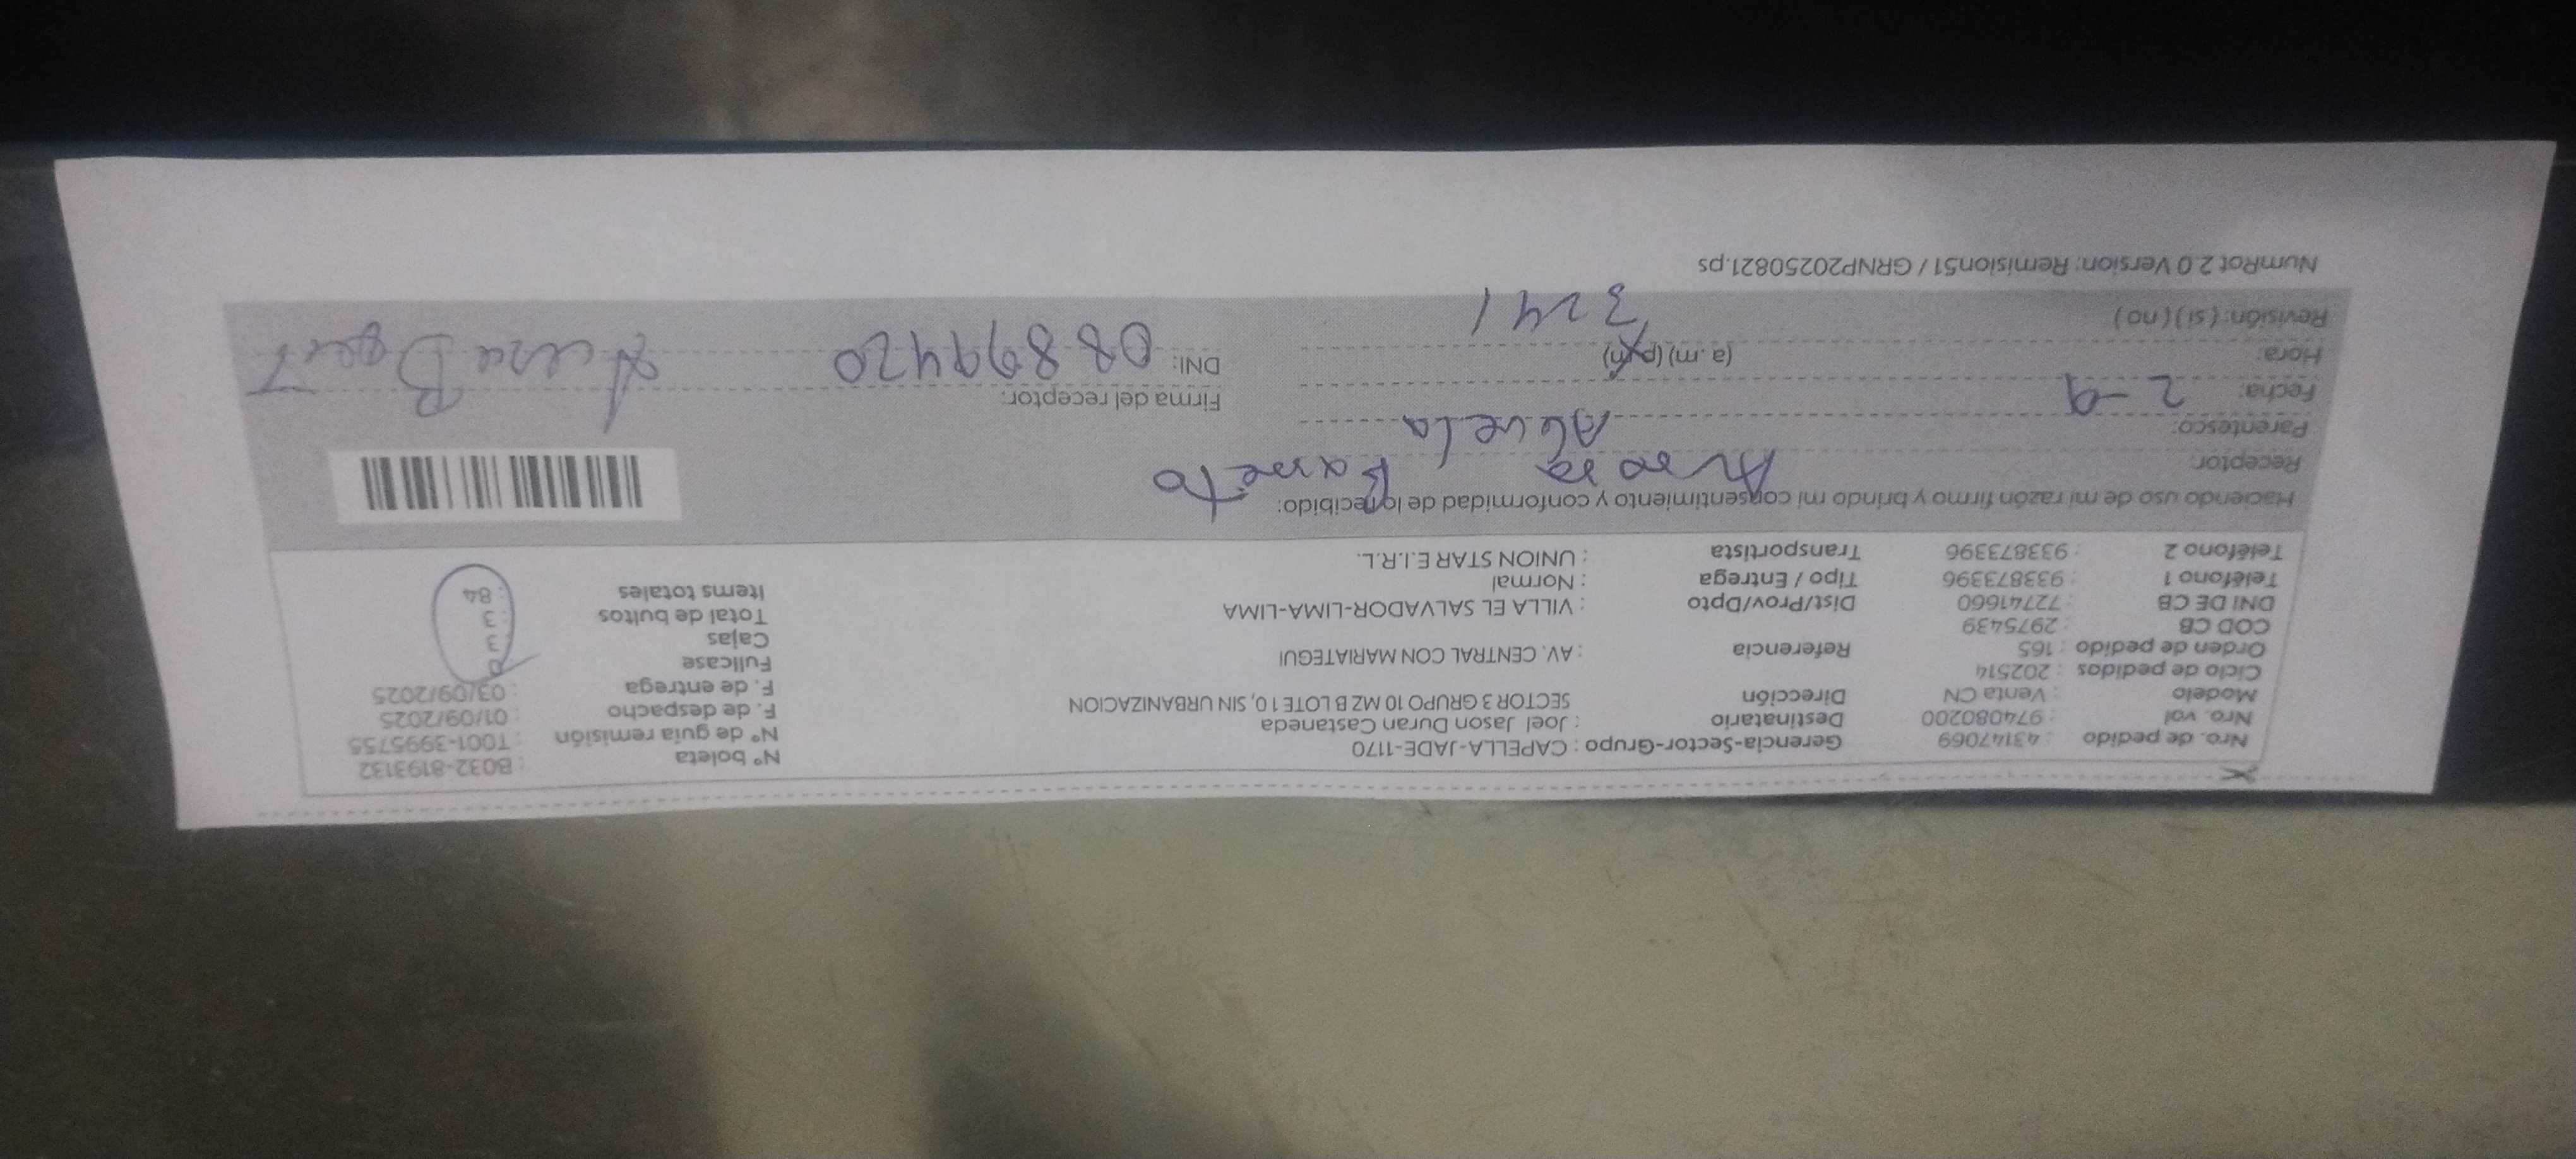 Nro. de pedido : 43147069 Gerencia-Sector-Grupo : CAPELLA-JADE-1170 N° boleta : B032-8193132
Nro. vol : 974080200 Destinatario : Joel Jason Duran Castaneda N° de guia remisión : T001-3995755
Modelo : Venta CN Dirección SECTOR 3 GRUPO 10 MZ B LOTE 10, SIN URBANIZACION F. de despacho : 01/09/2025
Ciclo de pedidos : 202514 F. de entrega : 03/09/2025
Orden de pedido : 165 Referencia : AV. CENTRAL CON MARIATEGUI Fullcase
COD CB : 2975439 Cajas : 3
DNI DE CB : 72741660 Dist/Prov/Dpto : VILLA EL SALVADOR-LIMA-LIMA Total de bultos : 3
Teléfono 1 : 933873396 Tipo / Entrega : Normal Items totales : 84
Teléfono 2 : 933873396 Transportista : UNION STAR E.I.R.L.
Haciendo uso de mi razón firmo y brindo mi consentimiento y conformidad de lo recibido:
Receptor: Aurora Barreto
Parentesco: Abuela
Fecha: 2-9 Firma del receptor:
Hora: (a.m) (p.m) DNI: 08899420
Revisión: ( si ) ( no ) 3241
NumRot 2.0 Version: Remision51 / GRNP20250821.ps